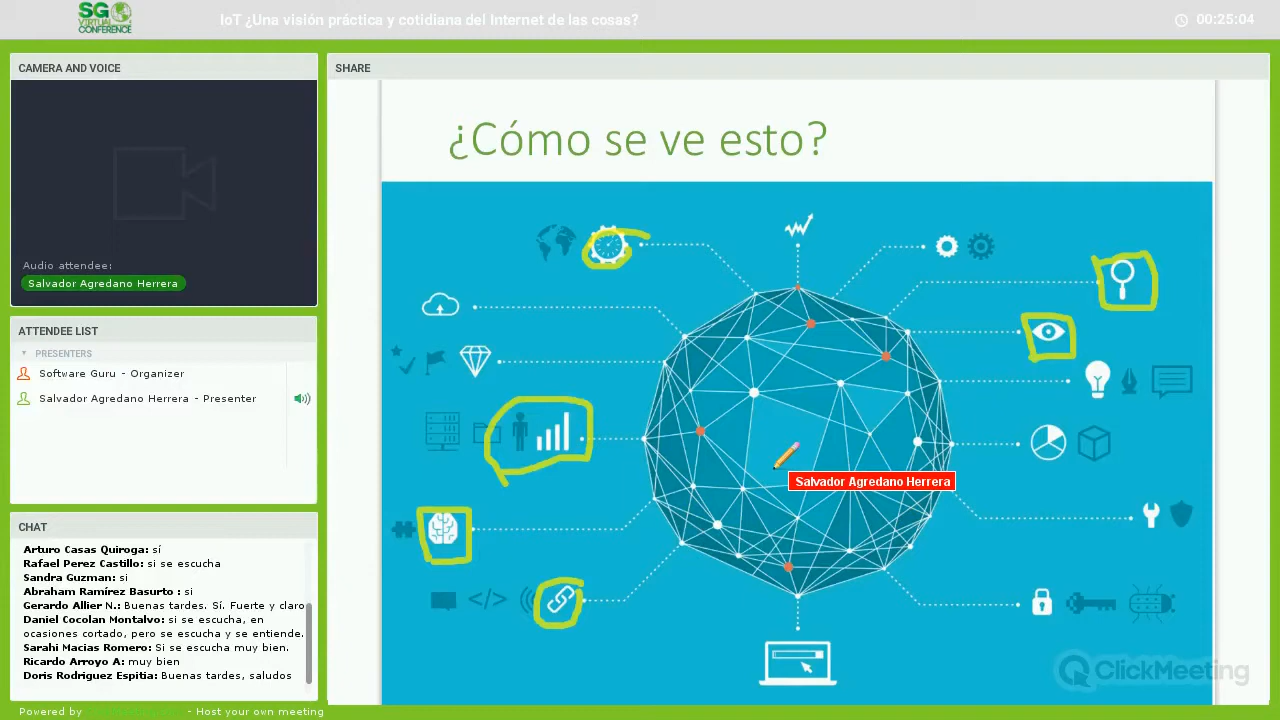 SG
VIRTUAL
CONFERENCE
IoT ¿Una visión práctica y cotidiana del Internet de las cosas?
00:25:04
CAMERA AND VOICE
Audio attendee:
Salvador Agredano Herrera
ATTENDEE LIST
PRESENTERS
Software Guru - Organizer
Salvador Agredano Herrera - Presenter
CHAT
Arturo Casas Quiroga: sí
Rafael Perez Castillo: si se escucha
Sandra Guzman: si
Abraham Ramírez Basurto : si
Gerardo Allier N.: Buenas tardes. Sí. Fuerte y claro
Daniel Cocolan Montalvo: si se escucha, en
ocasiones cortado, pero se escucha y se entiende.
Sarahi Macias Romero: Si se escucha muy bien.
Ricardo Arroyo A: muy bien
Doris Rodriguez Espitia: Buenas tardes, saludos
SHARE
¿Cómo se ve esto?
</>
Salvador Agredano Herrera
ClickMeeting
Powered by
- Host your own meeting